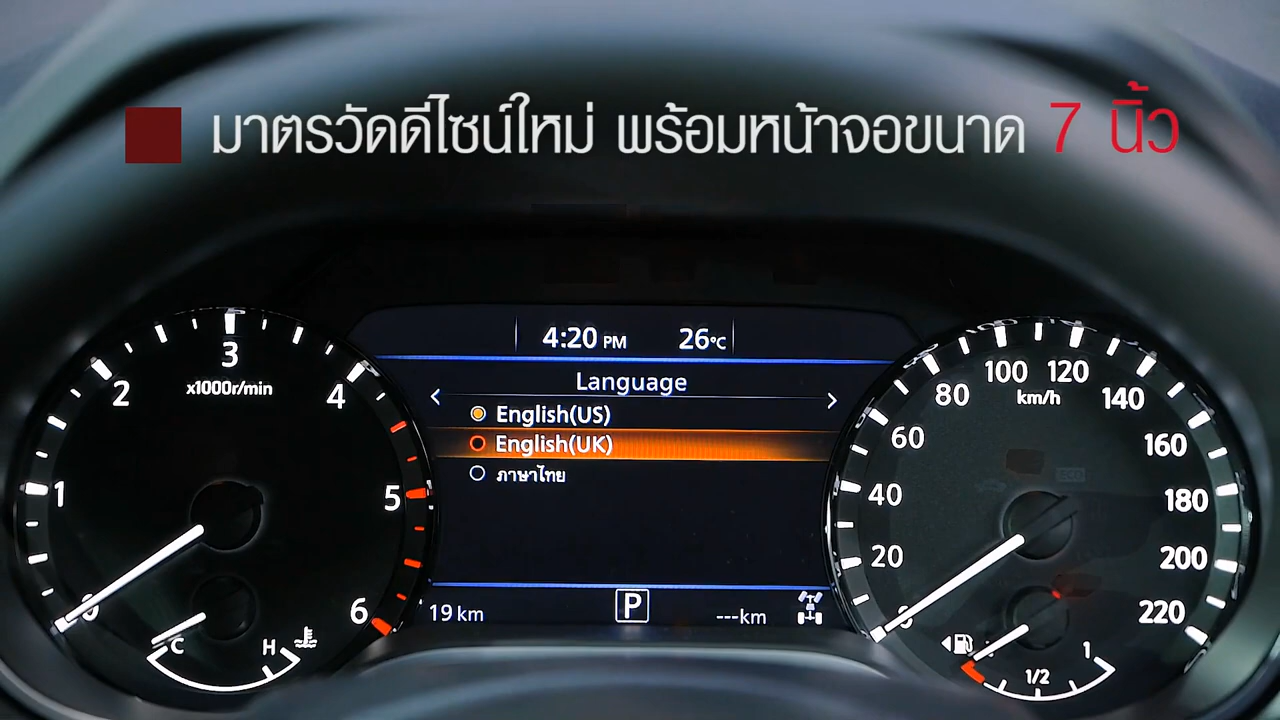 มาตรวัดดีไซน์ใหม่ พร้อมหน้าจอขนาด 7 นิ้ว
4:20 PM 26°C
Language
English(US)
English(UK)
ภาษาไทย
19 km P ---km
0 1 2 3 4 5 6
x1000r/min
C H
0 20 40 60 80 100 120 140 160 180 200 220
km/h
ECO
1/2 1